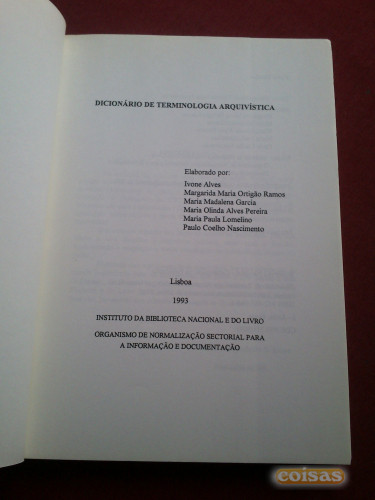 DICIONÁRIO DE TERMINOLOGIA ARQUIVÍSTICA
Elaborado por:
Ivone Alves
Margarida Maria Ortigão Ramos
Maria Madalena Garcia
Maria Olinda Alves Pereira
Maria Paula Lomelino
Paulo Coelho Nascimento
Lisboa
1993
INSTITUTO DA BIBLIOTECA NACIONAL E DO LIVRO
ORGANISMO DE NORMALIZAÇÃO SECTORIAL PARA
A INFORMAÇÃO E DOCUMENTAÇÃO
coisas